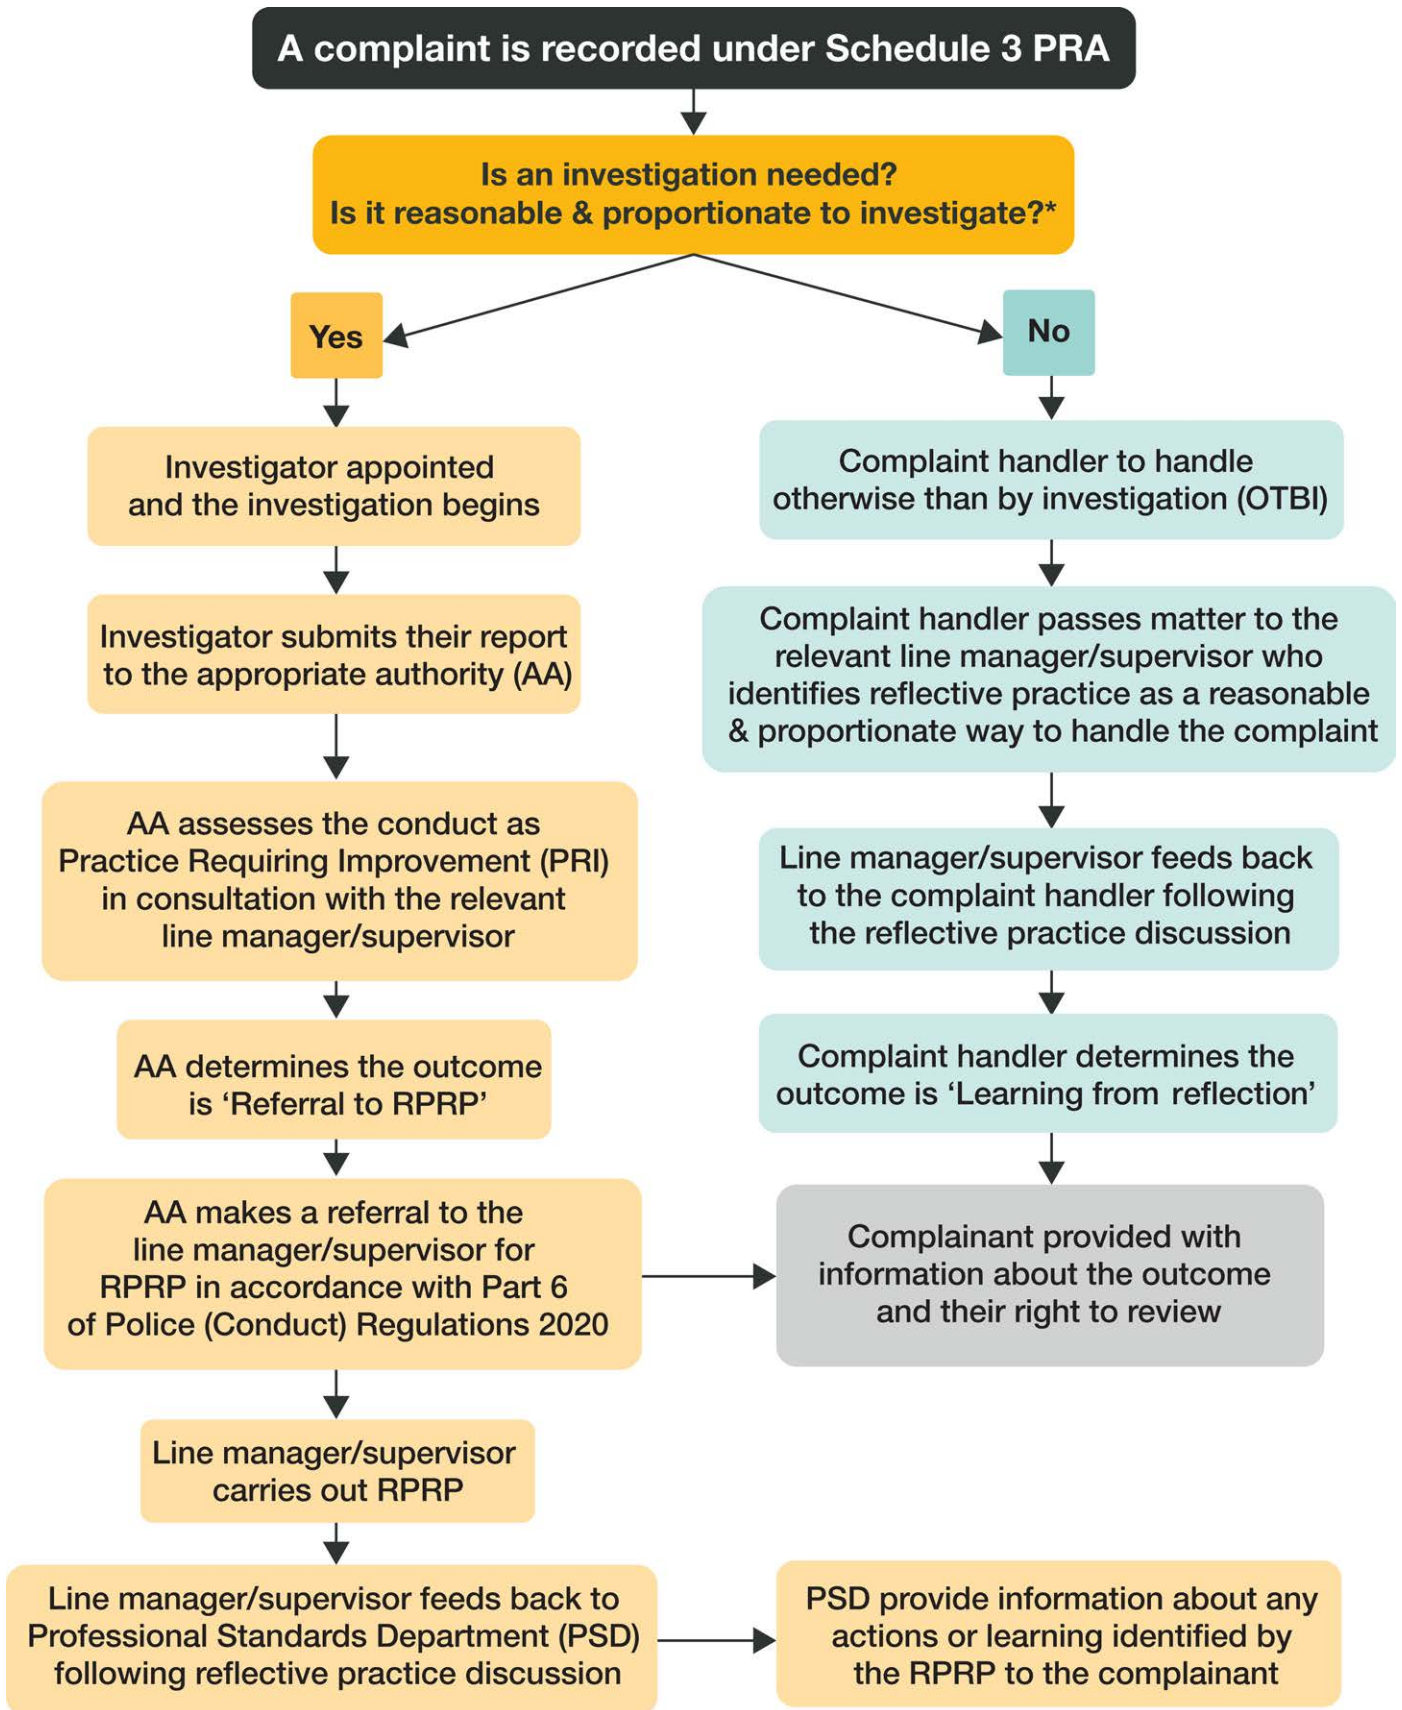 A complaint is recorded under Schedule 3 PRA
Is an investigation needed?
Is it reasonable & proportionate to investigate?*
Yes
No
Investigator appointed
and the investigation begins
Complaint handler to handle
otherwise than by investigation (OTBI)
Investigator submits their report
to the appropriate authority (AA)
Complaint handler passes matter to the
relevant line manager/supervisor who
identifies reflective practice as a reasonable
& proportionate way to handle the complaint
AA assesses the conduct as
Practice Requiring Improvement (PRI)
in consultation with the relevant
line manager/supervisor
Line manager/supervisor feeds back
to the complaint handler following
the reflective practice discussion
AA determines the outcome
is ‘Referral to RPRP’
Complaint handler determines the
outcome is ‘Learning from reflection’
AA makes a referral to the
line manager/supervisor for
RPRP in accordance with Part 6
of Police (Conduct) Regulations 2020
Complainant provided with
information about the outcome
and their right to review
Line manager/supervisor
carries out RPRP
Line manager/supervisor feeds back to
Professional Standards Department (PSD)
following reflective practice discussion
PSD provide information about any
actions or learning identified by
the RPRP to the complainant